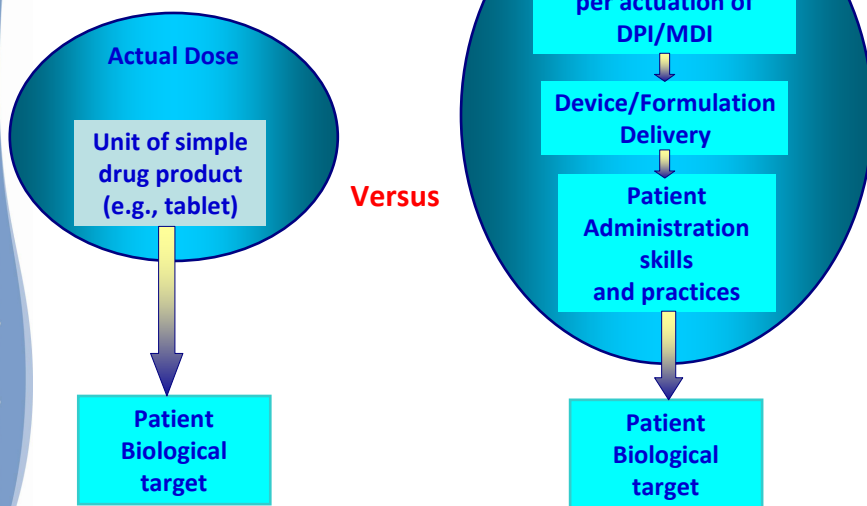 Actual Dose
Unit of simple
drug product
(e.g., tablet)
Patient
Biological
target
Versus
per actuation of
DPI/MDI
Device/Formulation
Delivery
Patient
Administration
skills
and practices
Patient
Biological
target